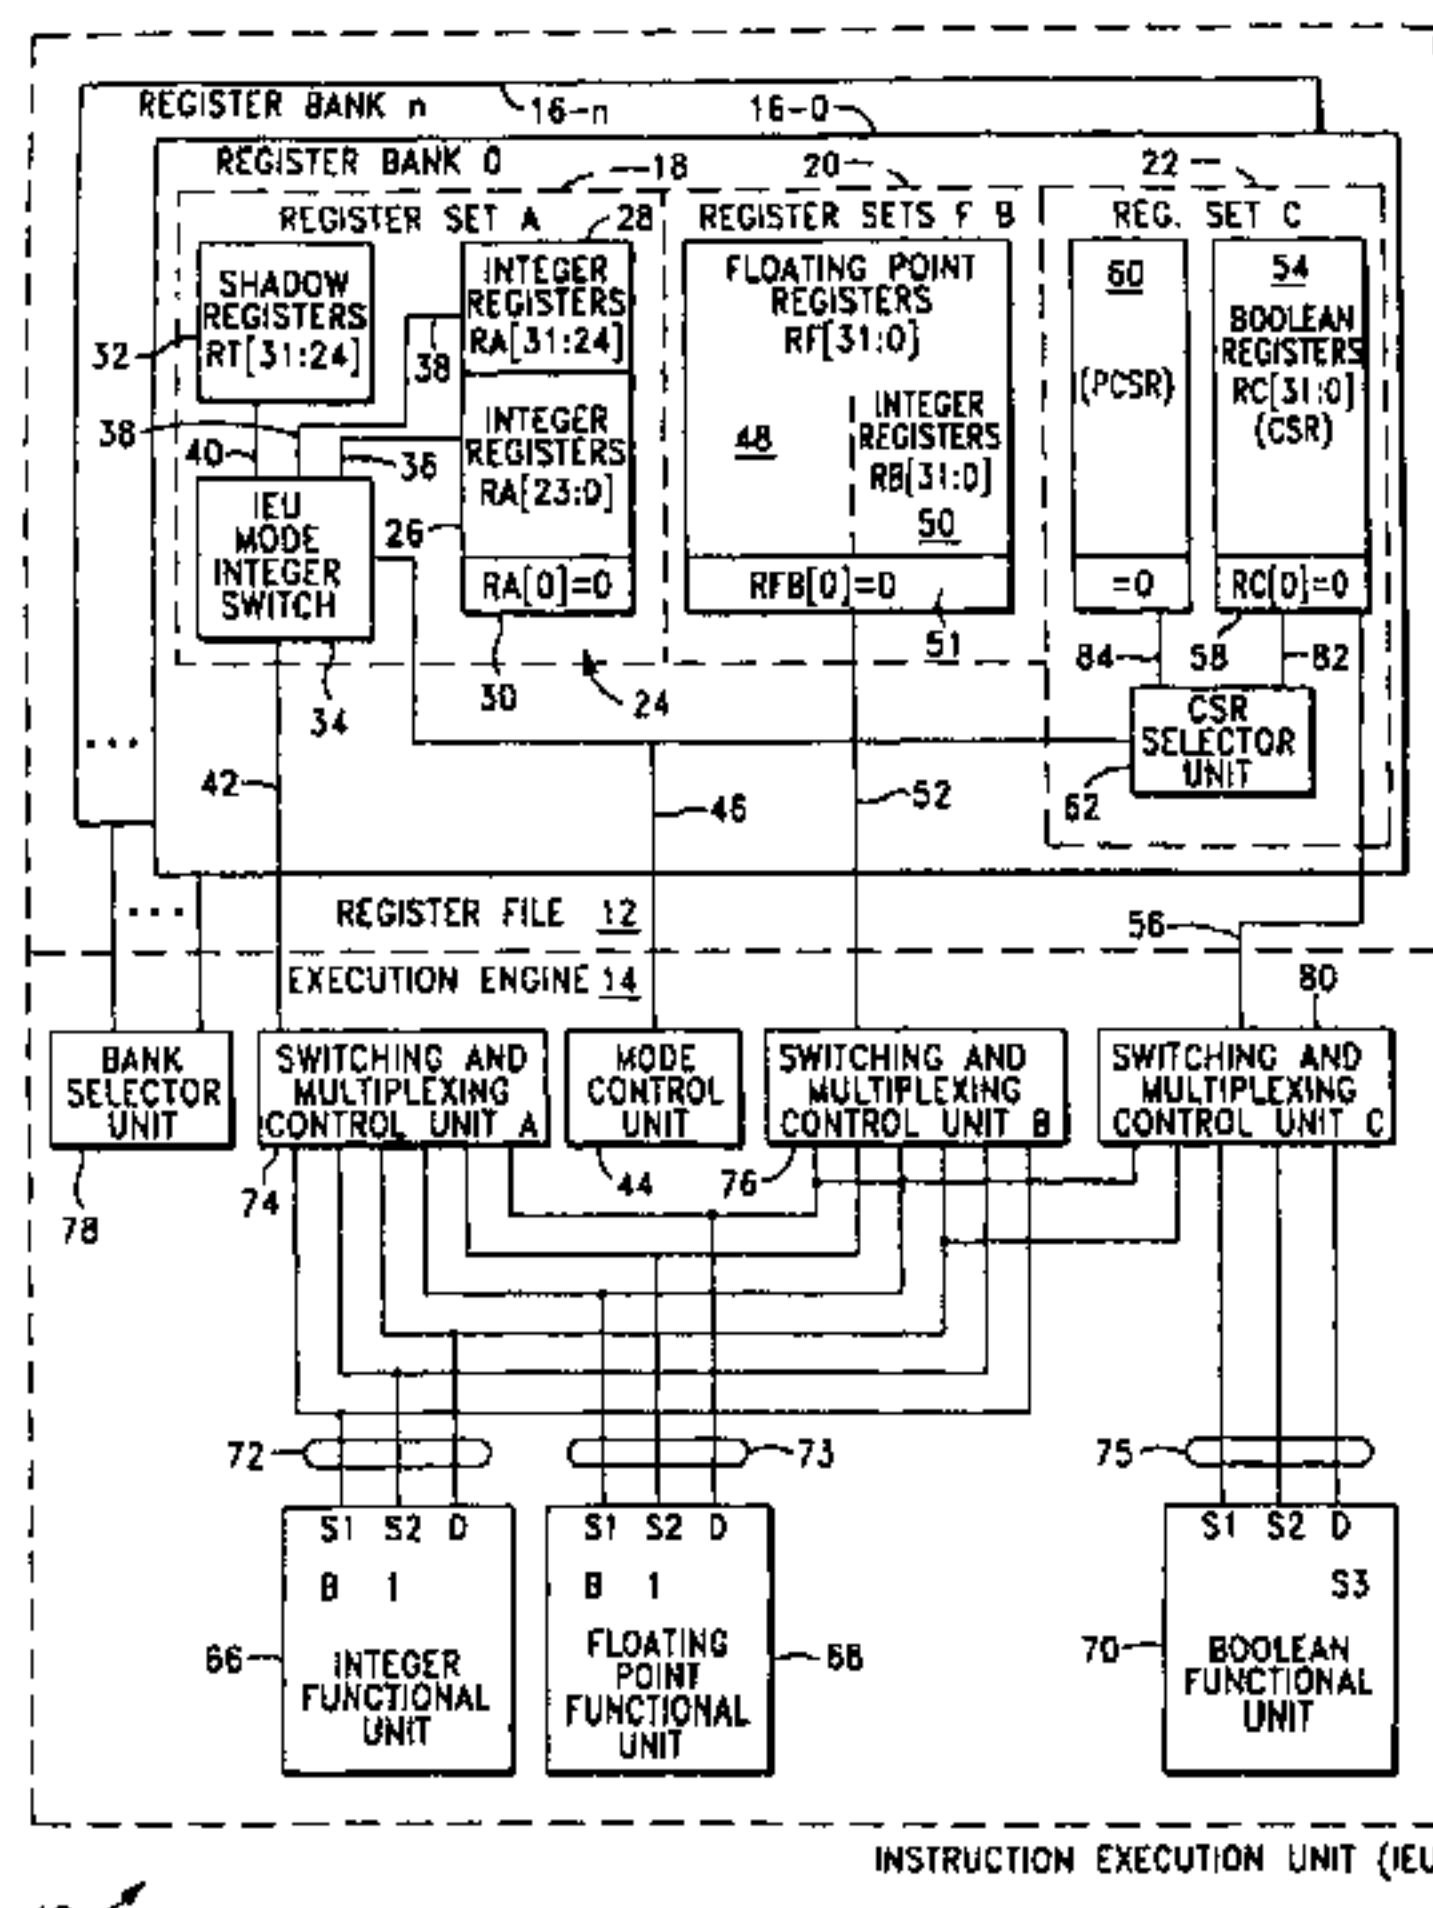 REGISTER BANK n
16-n
16-0
REGISTER BANK 0
18
20
22
REGISTER SET A
28
REGISTER SETS F B
REG. SET C
SHADOW
REGISTERS
RT[31:24]
32
INTEGER
REGISTERS
RA[31:24]
38
38
40
36
INTEGER
REGISTERS
RA[23:0]
26
RA[0]=0
30
24
IEU
MODE
INTEGER
SWITCH
34
FLOATING POINT
REGISTERS
RF[31:0]
48
INTEGER
REGISTERS
RB[31:0]
50
RFB[0]=0
51
60
(PCSR)
=0
54
BOOLEAN
REGISTERS
RC[31:0]
(CSR)
RC[0]=0
84
58
82
CSR
SELECTOR
UNIT
62
...
42
46
52
...
REGISTER FILE 12
56
EXECUTION ENGINE 14
80
BANK
SELECTOR
UNIT
78
SWITCHING AND
MULTIPLEXING
CONTROL UNIT A
74
MODE
CONTROL
UNIT
44
SWITCHING AND
MULTIPLEXING
CONTROL UNIT B
76
SWITCHING AND
MULTIPLEXING
CONTROL UNIT C
72
73
75
S1 S2 D
B 1
INTEGER
FUNCTIONAL
UNIT
66
S1 S2 D
B 1
FLOATING
POINT
FUNCTIONAL
UNIT
68
S1 S2 D
S3
BOOLEAN
FUNCTIONAL
UNIT
70
INSTRUCTION EXECUTION UNIT (IEU